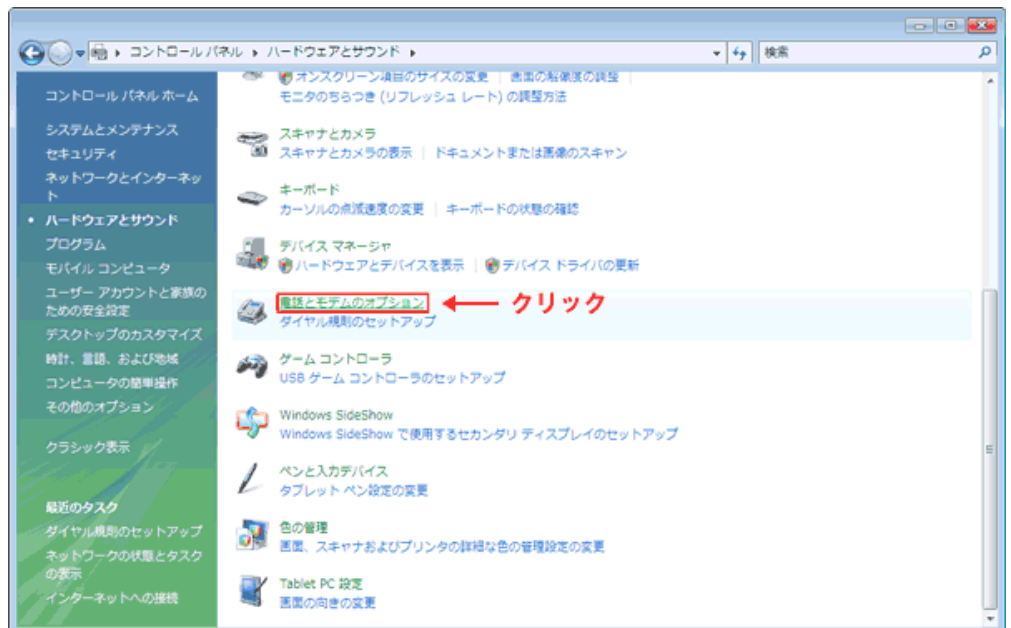 コントロール パネル ▸ ハードウェアとサウンド ▸
検索
コントロール パネル ホーム
システムとメンテナンス
セキュリティ
ネットワークとインターネッ
ト
• ハードウェアとサウンド
プログラム
モバイル コンピュータ
ユーザー アカウントと家族の
ための安全設定
デスクトップのカスタマイズ
時計、言語、および地域
コンピュータの簡単操作
その他のオプション
クラシック表示
最近のタスク
ダイヤル規則のセットアップ
ネットワークの状態とタスク
の表示
インターネットへの接続
オンスクリーン項目のサイズの変更 | 画面の解像度の調整 |
モニタのちらつき (リフレッシュ レート) の調整方法
スキャナとカメラ
スキャナとカメラの表示 | ドキュメントまたは画像のスキャン
キーボード
カーソルの点滅速度の変更 | キーボードの状態の確認
デバイス マネージャ
ハードウェアとデバイスを表示 | デバイス ドライバの更新
電話とモデムのオプション ← クリック
ダイヤル規則のセットアップ
ゲーム コントローラ
USB ゲーム コントローラのセットアップ
Windows SideShow
Windows SideShow で使用するセカンダリ ディスプレイのセットアップ
ペンと入力デバイス
タブレット ペン設定の変更
色の管理
画面、スキャナおよびプリンタの詳細な色の管理設定の変更
Tablet PC 設定
画面の向きの変更